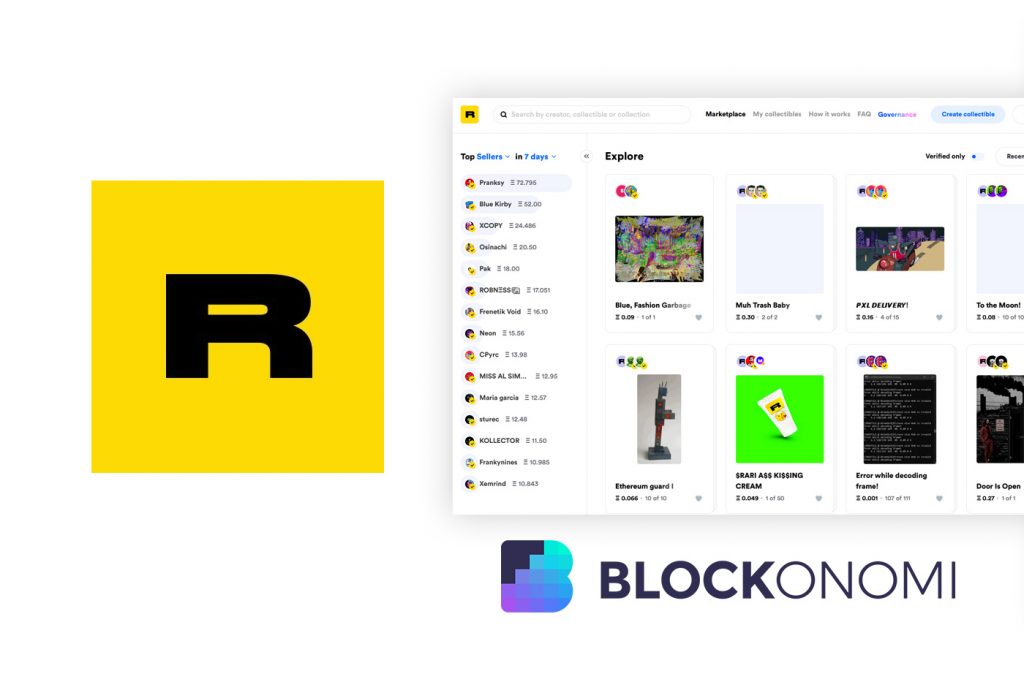 R
R
Search by creator, collectible or collection
Marketplace
My collectibles
How it works
FAQ
Governance
Create collectible
Top Sellers in 7 days
Pranksy Ξ 72.795
Blue Kirby Ξ 52.00
XCOPY Ξ 24.486
Osinachi Ξ 20.50
Pak Ξ 18.00
ROBNE$$ Ξ 17.051
Frenetik Void Ξ 16.10
Neon Ξ 15.56
CPyrc Ξ 13.98
MISS AL SIM... Ξ 12.95
Maria garcia Ξ 12.57
sturec Ξ 12.48
KOLLECTOR Ξ 11.50
Frankynines Ξ 10.985
Xemrind Ξ 10.843
Explore
Verified only
Recen
Blue, Fashion Garbage
Ξ 0.09 · 1 of 1
Muh Trash Baby
Ξ 0.30 · 2 of 2
PXL DELIVERY!
Ξ 0.16 · 4 of 15
To the Moon!
Ξ 0.08 · 10 of 10
Ethereum guard I
Ξ 0.066 · 10 of 10
$RARI A$$ KI$$ING
CREAM
Ξ 0.049 · 1 of 50
Error while decoding
frame!
Ξ 0.001 · 107 of 111
Door Is Open
Ξ 0.27 · 1 of 1
BLOCKONOMI